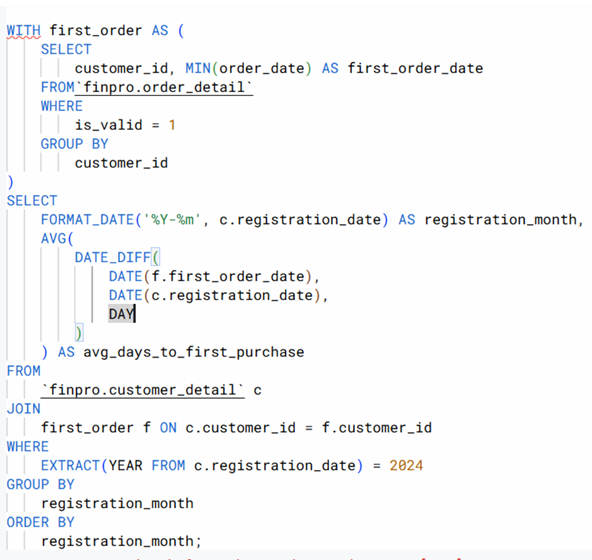 WITH first_order AS (
SELECT
customer_id, MIN(order_date) AS first_order_date
FROM`finpro.order_detail`
WHERE
is_valid = 1
GROUP BY
customer_id
)
SELECT
FORMAT_DATE('%Y-%m', c.registration_date) AS registration_month,
AVG(
DATE_DIFF(
DATE(f.first_order_date),
DATE(c.registration_date),
DAY
)
) AS avg_days_to_first_purchase
FROM
`finpro.customer_detail` c
JOIN
first_order f ON c.customer_id = f.customer_id
WHERE
EXTRACT(YEAR FROM c.registration_date) = 2024
GROUP BY
registration_month
ORDER BY
registration_month;